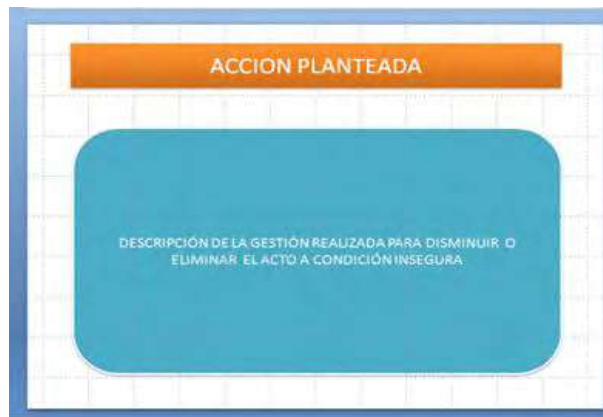 ACCION PLANTEADA
DESCRIPCIÓN DE LA GESTIÓN REALIZADA PARA DISMINUIR O
ELIMINAR EL ACTO A CONDICIÓN INSEGURA